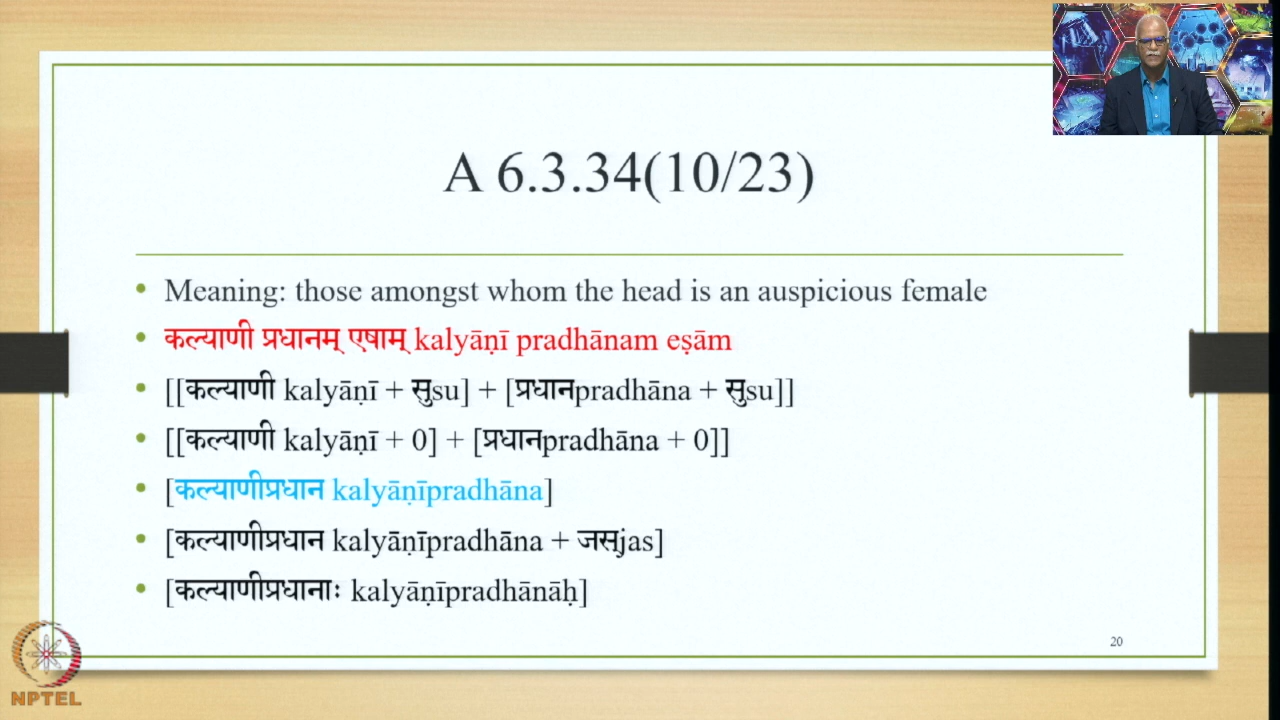 A 6.3.34(10/23)
• Meaning: those amongst whom the head is an auspicious female
• कल्याणी प्रधानम् एषाम् kalyāṇī pradhānam eṣām
• [[कल्याणी kalyāṇī + सुsu] + [प्रधानpradhāna + सुsu]]
• [[कल्याणी kalyāṇī + 0] + [प्रधानpradhāna + 0]]
• [कल्याणीप्रधान kalyāṇīpradhāna]
• [कल्याणीप्रधान kalyāṇīpradhāna + जस्jas]
• [कल्याणीप्रधानाः kalyāṇīpradhānāḥ]
20
NPTEL